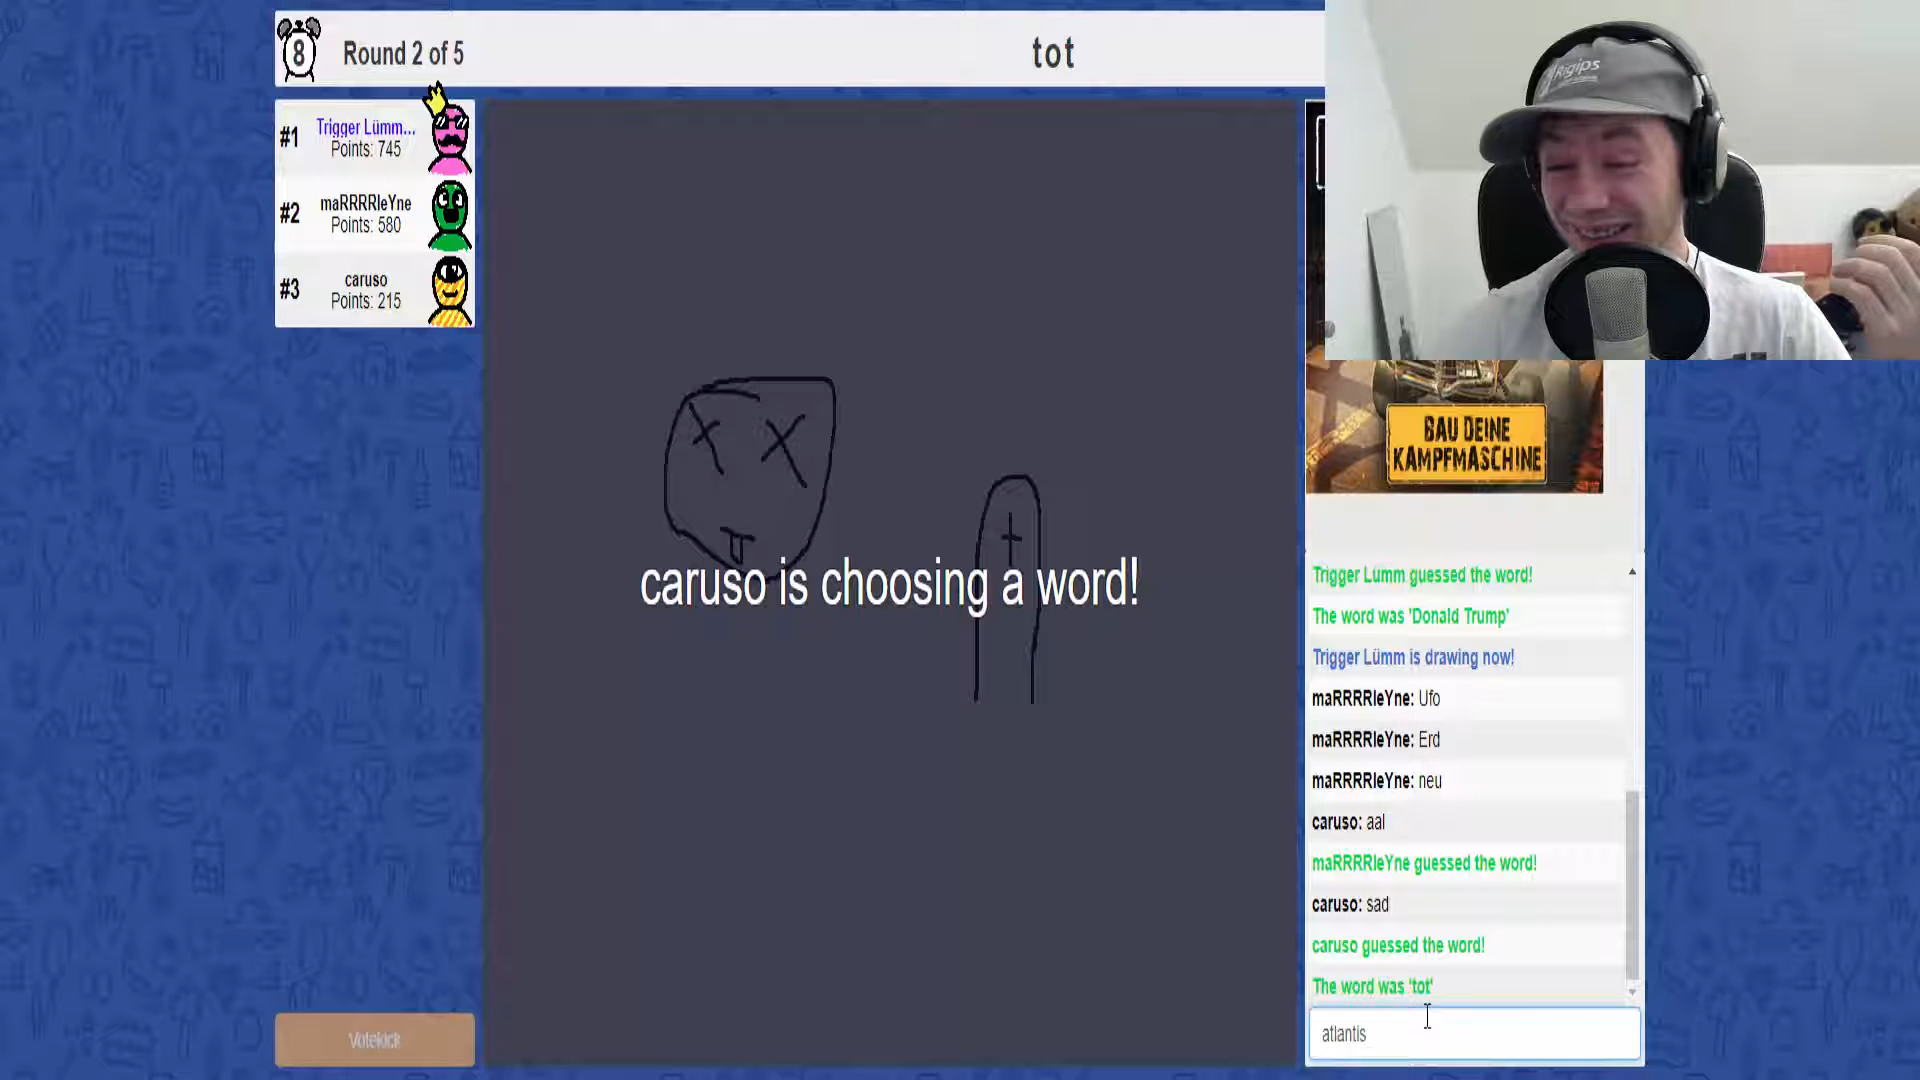 8
Round 2 of 5
tot
Rigips
#1
Trigger Lümm...
Points: 745
#2
maRRRRleYne
Points: 580
#3
caruso
Points: 215
caruso is choosing a word!
BAU DEINE
KAMPFMASCHINE
Trigger Lümm guessed the word!
The word was 'Donald Trump'
Trigger Lümm is drawing now!
maRRRRleYne: Ufo
maRRRRleYne: Erd
maRRRRleYne: neu
caruso: aal
maRRRRleYne guessed the word!
caruso: sad
caruso guessed the word!
The word was 'tot'
atlantis
Votekick